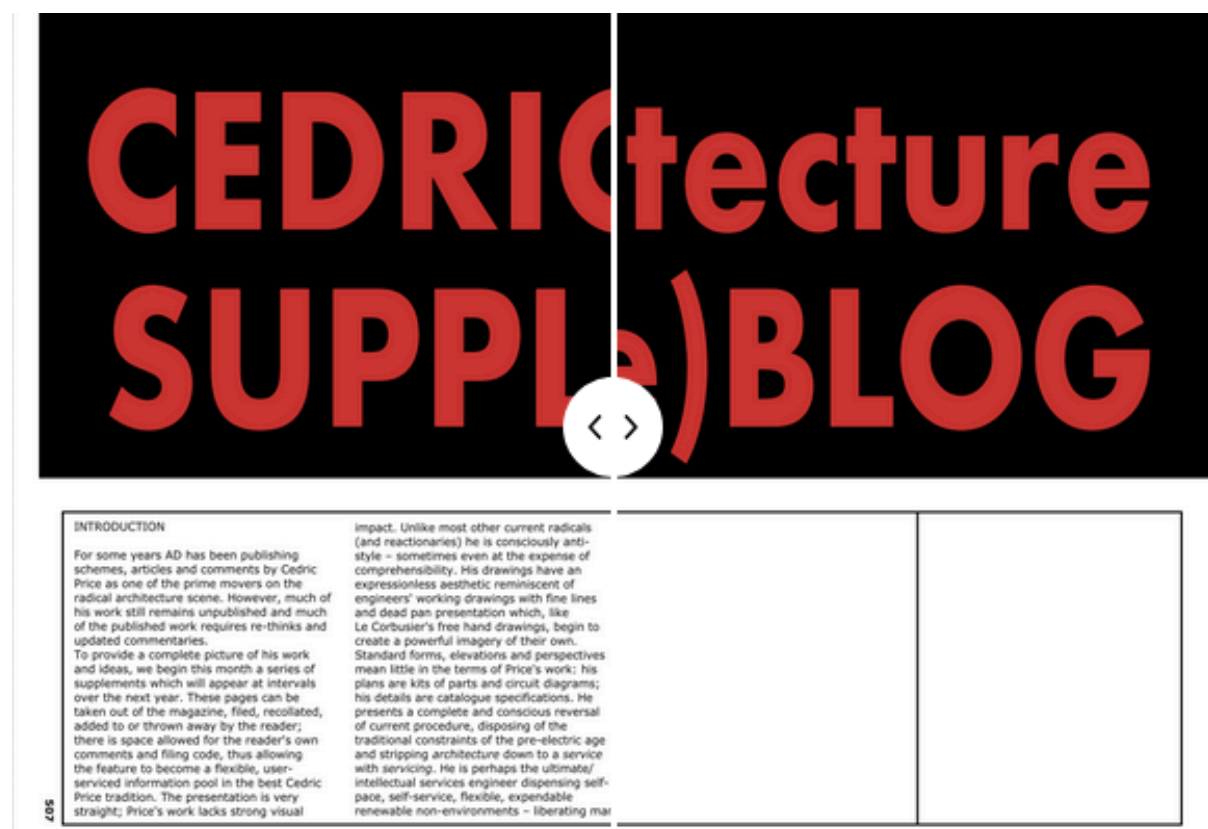 CEDRIC
tecture
SUPPL
e)BLOG
INTRODUCTION
For some years AD has been publishing
schemes, articles and comments by Cedric
Price as one of the prime movers on the
radical architecture scene. However, much of
his work still remains unpublished and much
of the published work requires re-thinks and
updated commentaries.
To provide a complete picture of his work
and ideas, we begin this month a series of
supplements which will appear at intervals
over the next year. These pages can be
taken out of the magazine, filed, recollated,
added to or thrown away by the reader;
there is space allowed for the reader's own
comments and filing code, thus allowing
the feature to become a flexible, user-
serviced information pool in the best Cedric
Price tradition. The presentation is very
straight; Price's work lacks strong visual
impact. Unlike most other current radicals
(and reactionaries) he is consciously anti-
style – sometimes even at the expense of
comprehensibility. His drawings have an
expressionless aesthetic reminiscent of
engineers' working drawings with fine lines
and dead pan presentation which, like
Le Corbusier's free hand drawings, begin to
create a powerful imagery of their own.
Standard forms, elevations and perspectives
mean little in the terms of Price's work: his
plans are kits of parts and circuit diagrams;
his details are catalogue specifications. He
presents a complete and conscious reversal
of current procedure, disposing of the
traditional constraints of the pre-electric age
and stripping architecture down to a service
with servicing. He is perhaps the ultimate/
intellectual services engineer dispensing self-
pace, self-service, flexible, expendable
renewable non-environments – liberating man
507